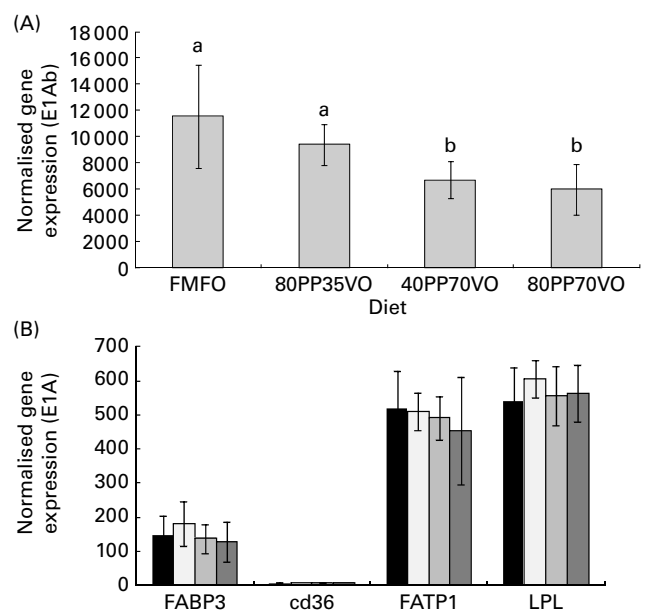 (A)
Normalised gene
expression (E1Ab)
18 000
16 000
14 000
12 000
10 000
8000
6000
4000
2000
0
a
a
b
b
FMFO 80PP35VO 40PP70VO 80PP70VO
Diet
(B)
Normalised gene
expression (E1A)
700
600
500
400
300
200
100
0
FABP3 cd36 FATP1 LPL